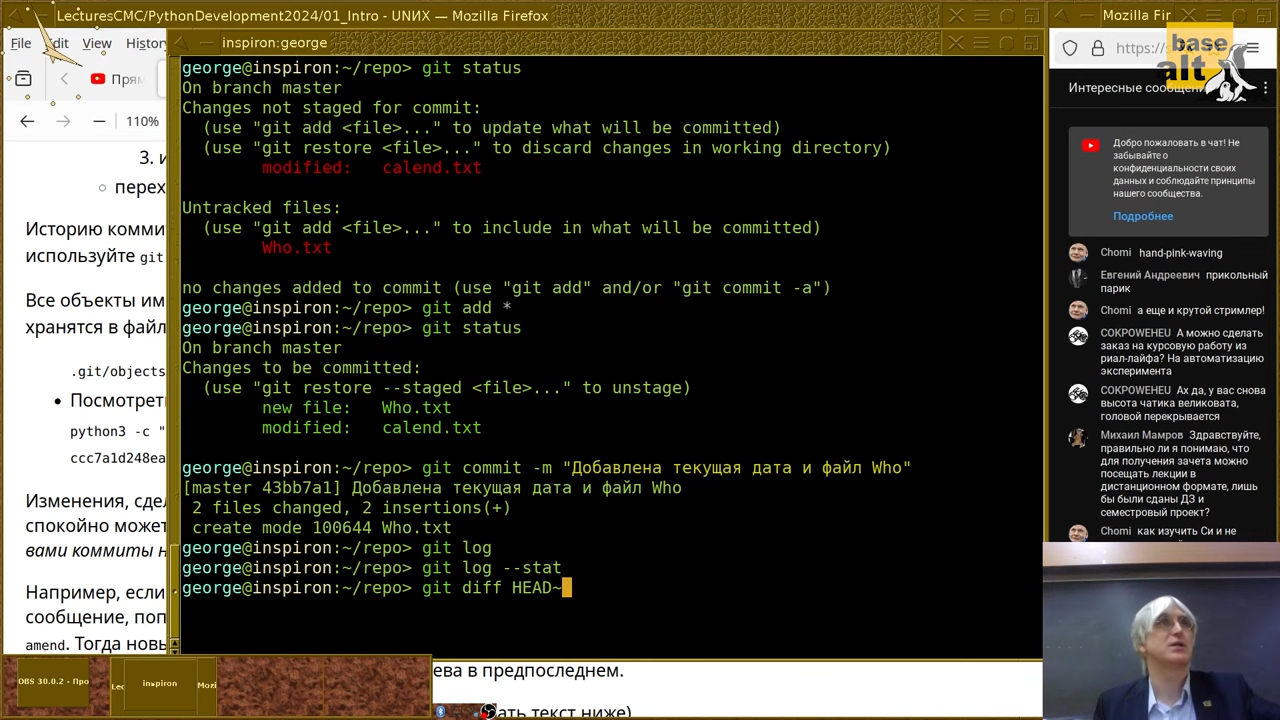 LecturesCMC/PythonDevelopment2024/01_Intro - UNИX — Mozilla Firefox
Mozilla Fir
File Edit View History
inspiron:george
https://s
base
alt
Пря
110%
Интересные сообщени
3. и
перех
Историю комми
используйте git
Все объекты им
хранятся в файл
.git/objects
Посмотрет
python3 -c "
ccc7a1d248ea
Изменения, сдел
спокойно может
вами коммиты н
Например, если
сообщение, поп
amend. Тогда новы
george@inspiron:~/repo> git status
On branch master
Changes not staged for commit:
(use "git add <file>..." to update what will be committed)
(use "git restore <file>..." to discard changes in working directory)
modified: calend.txt
Untracked files:
(use "git add <file>..." to include in what will be committed)
Who.txt
no changes added to commit (use "git add" and/or "git commit -a")
george@inspiron:~/repo> git add *
george@inspiron:~/repo> git status
On branch master
Changes to be committed:
(use "git restore --staged <file>..." to unstage)
new file: Who.txt
modified: calend.txt
george@inspiron:~/repo> git commit -m "Добавлена текущая дата и файл Who"
[master 43bb7a1] Добавлена текущая дата и файл Who
2 files changed, 2 insertions(+)
create mode 100644 Who.txt
george@inspiron:~/repo> git log
george@inspiron:~/repo> git log --stat
george@inspiron:~/repo> git diff HEAD~
Добро пожаловать в чат! Не
забывайте о
конфиденциальности своих
данных и соблюдайте принципы
нашего сообщества.
Подробнее
Chomi hand-pink-waving
Евгений Андреевич прикольный
парик
Chomi а еще и крутой стример!
COKPOWEHEU А можно сделать
заказ на курсовую работу из
риал-лайфа? На автоматизацию
эксперимента
COKPOWEHEU Ах да, у вас снова
высота чатика великовата,
головой перекрывается
Михаил Мамров Здравствуйте,
правильно ли я понимаю, что
для получения зачета можно
посещать лекции в
дистанционном формате, лишь
бы были сданы ДЗ и
семестровый проект?
Chomi как изучить Си и не
ева в предпоследнем.
ать текст ниже)
OBS 30.0.2 - Про
Lec
inspiron
Mozi